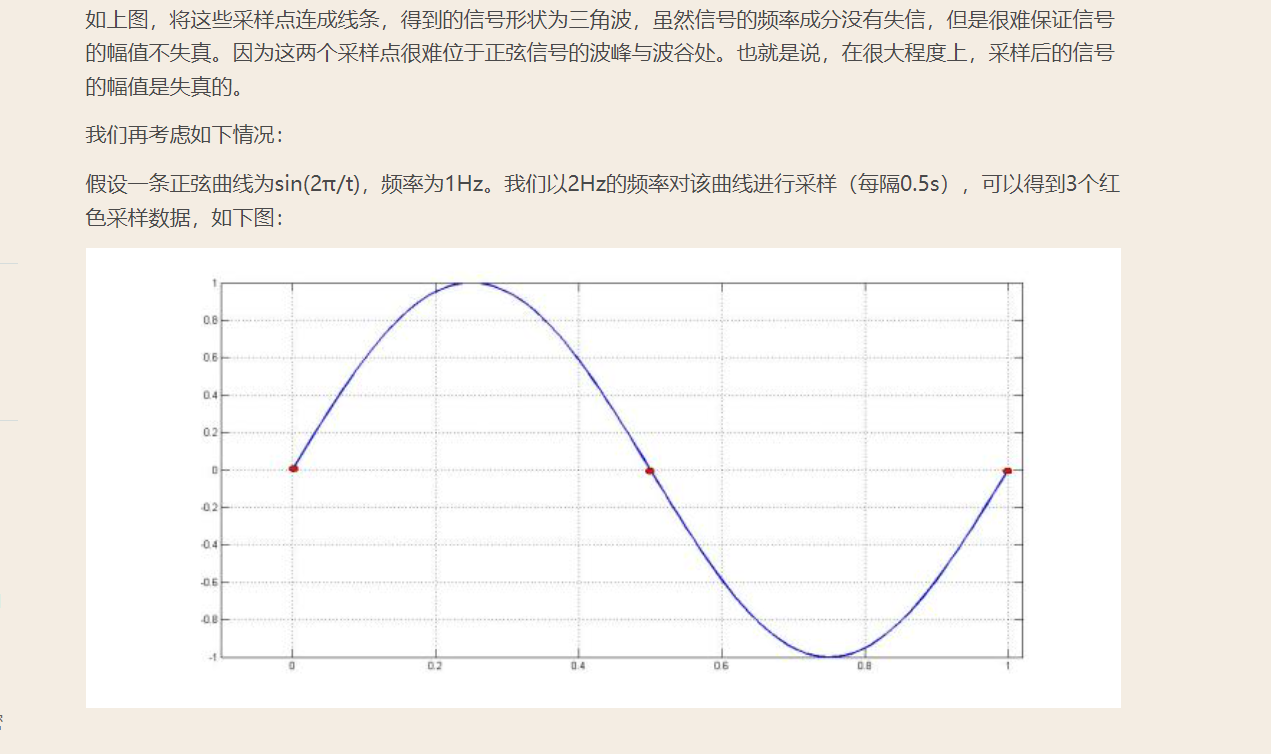 如上图，将这些采样点连成线条，得到的信号形状为三角波，虽然信号的频率成分没有失信，但是很难保证信号
的幅值不失真。因为这两个采样点很难位于正弦信号的波峰与波谷处。也就是说，在很大程度上，采样后的信号
的幅值是失真的。
我们再考虑如下情况：
假设一条正弦曲线为sin(2π/t)，频率为1Hz。我们以2Hz的频率对该曲线进行采样（每隔0.5s），可以得到3个红
色采样数据，如下图：
1
0.8
0.6
0.4
0.2
0
-0.2
-0.4
-0.6
-0.8
-1
0 0.2 0.4 0.6 0.8 1